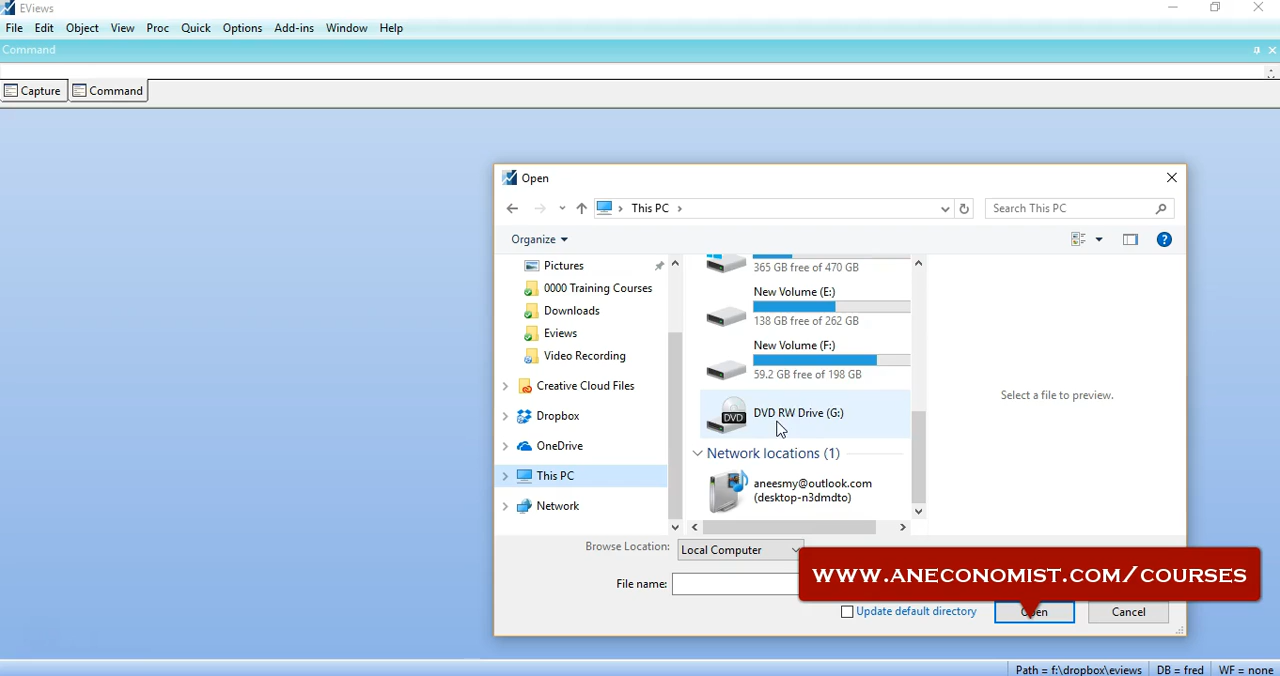 EViews
File Edit Object View Proc Quick Options Add-ins Window Help
Command
Capture Command
Open
This PC
Search This PC
Organize
Pictures
0000 Training Courses
Downloads
Eviews
Video Recording
Creative Cloud Files
Dropbox
OneDrive
This PC
Network
365 GB free of 470 GB
New Volume (E:)
138 GB free of 262 GB
New Volume (F:)
59.2 GB free of 198 GB
DVD
DVD RW Drive (G:)
Network locations (1)
aneesmy@outlook.com
(desktop-n3dmdto)
Select a file to preview.
Browse Location: Local Computer
File name:
WWW.ANECONOMIST.COM/COURSES
Update default directory
Open
Cancel
Path = f:\dropbox\eviews DB = fred WF = none